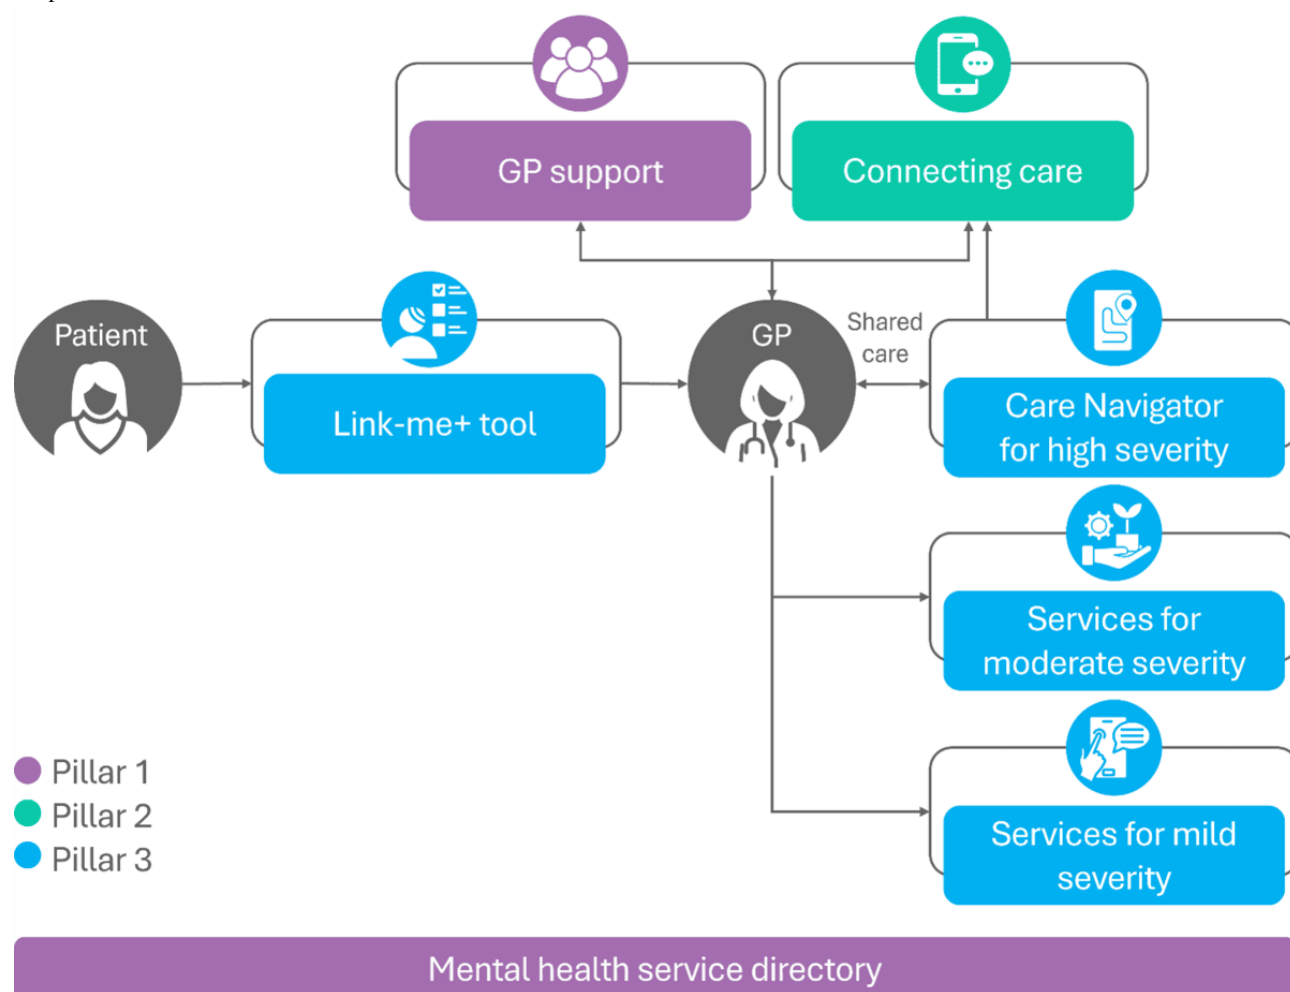 GP support
Connecting care
Patient
Link-me+ tool
GP
Shared
care
Care Navigator
for high severity
Services for
moderate severity
Services for mild
severity
Pillar 1
Pillar 2
Pillar 3
Mental health service directory